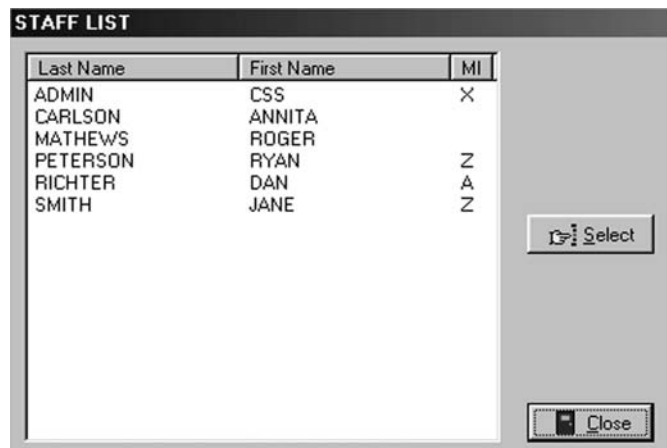 STAFF LIST
Last Name First Name MI
ADMIN CSS X
CARLSON ANNITA
MATHEWS ROGER
PETERSON RYAN Z
RICHTER DAN A
SMITH JANE Z
Select
Close